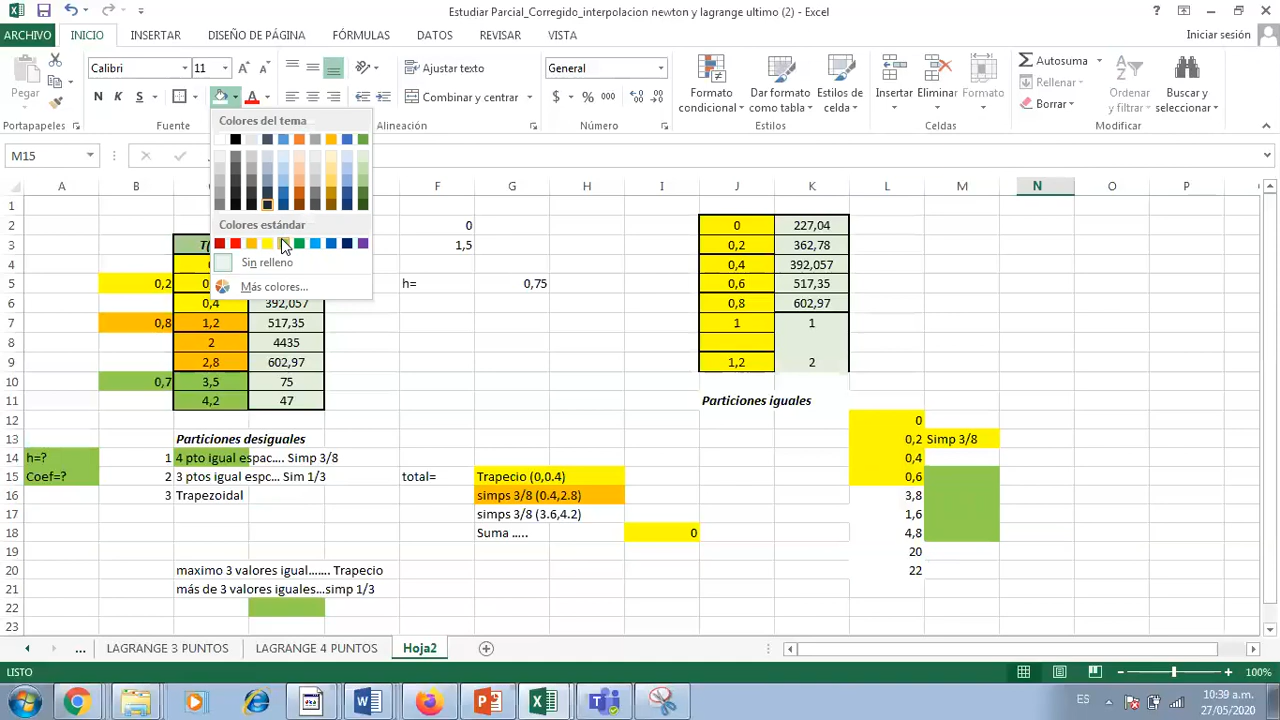 Estudiar Parcial_Corregido_interpolacion newton y lagrange ultimo (2) - Excel
ARCHIVO INICIO INSERTAR DISEÑO DE PÁGINA FÓRMULAS DATOS REVISAR VISTA Iniciar sesión
Calibri 11 Ajustar texto General Autosuma
Pegar N K S Combinar y centrar $ % 000 Formato condicional Dar formato como tabla Estilos de celda Insertar Eliminar Formato Rellenar Borrar Ordenar y filtrar Buscar y seleccionar
Portapapeles Fuente Alineación Número Estilos Celdas Modificar
Colores del tema
Colores estándar
Sin relleno
Más colores...
M15
A B F G H I J K L M N O P
1
2 0 0 227,04
3 1,5 0,2 362,78
4 0,4 392,057
5 0,2 h= 0,75 0,6 517,35
6 0,4 392,057 0,8 602,97
7 0,8 1,2 517,35 1 1
8 2 4435
9 2,8 602,97 1,2 2
10 0,7 3,5 75
11 4,2 47 Particiones iguales
12 0
13 Particiones desiguales 0,2 Simp 3/8
14 h=? 1 4 pto igual espac.... Simp 3/8 0,4
15 Coef=? 2 3 ptos igual espc... Sim 1/3 total= Trapecio (0,0.4) 0,6
16 3 Trapezoidal simps 3/8 (0.4,2.8) 3,8
17 simps 3/8 (3.6,4.2) 1,6
18 Suma ..... 0 4,8
19 20
20 maximo 3 valores igual....... Trapecio 22
21 más de 3 valores iguales...simp 1/3
22
23
... LAGRANGE 3 PUNTOS LAGRANGE 4 PUNTOS Hoja2
LISTO 100%
ES 10:39 a.m.
27/05/2020